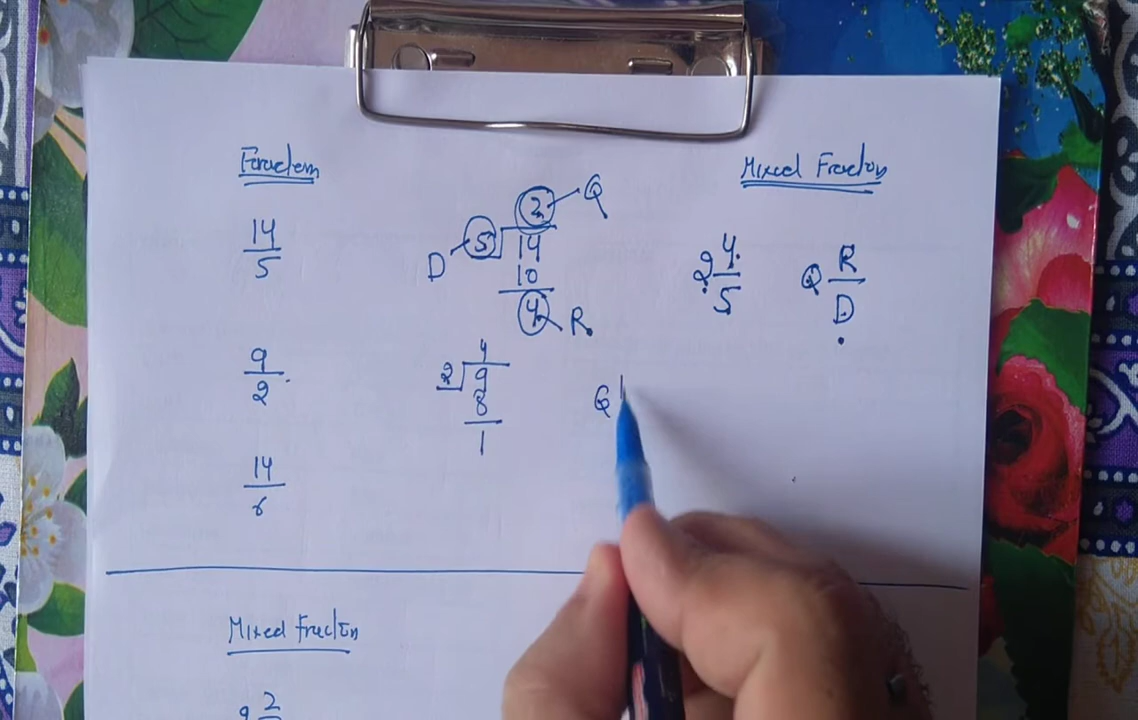 Fraction
Mixed Fraction
14/5
D 5 2 Q
14
10
4 R
2 4/5
Q R/D
9/2
4
2 9
8
1
Q
14/6
Mixed Fraction
2